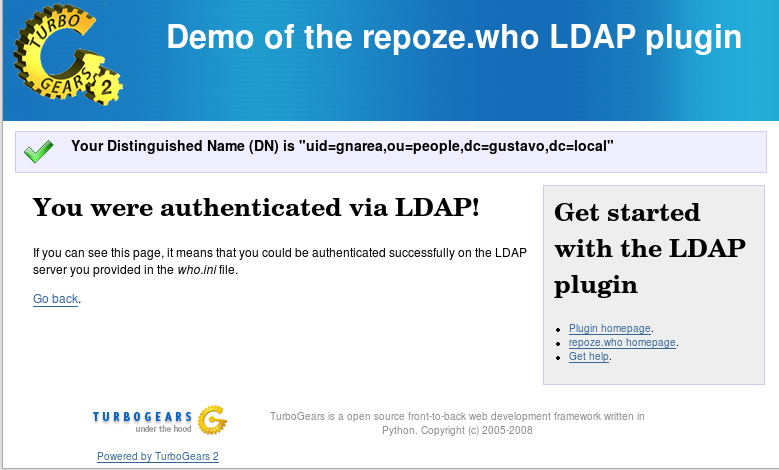 TURBO
GEARS 2
Demo of the repoze.who LDAP plugin
Your Distinguished Name (DN) is "uid=gnarea,ou=people,dc=gustavo,dc=local"
You were authenticated via LDAP!
If you can see this page, it means that you could be authenticated successfully on the LDAP
server you provided in the who.ini file.
Go back.
Get started
with the LDAP
plugin
Plugin homepage.
repoze.who homepage.
Get help.
TURBOGEARS
under the hood
Powered by TurboGears 2
TurboGears is a open source front-to-back web development framework written in
Python. Copyright (c) 2005-2008